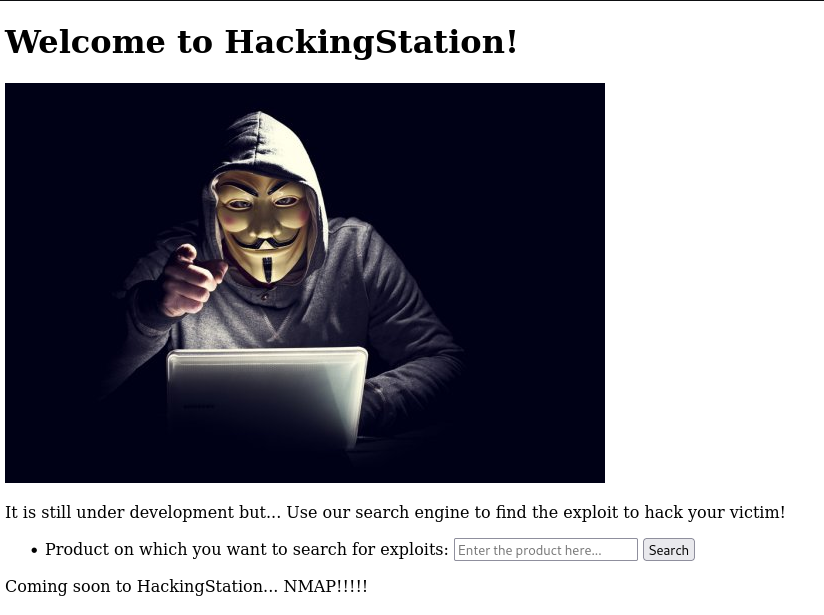 Welcome to HackingStation!
It is still under development but... Use our search engine to find the exploit to hack your victim!
• Product on which you want to search for exploits: Enter the product here... Search
Coming soon to HackingStation... NMAP!!!!!